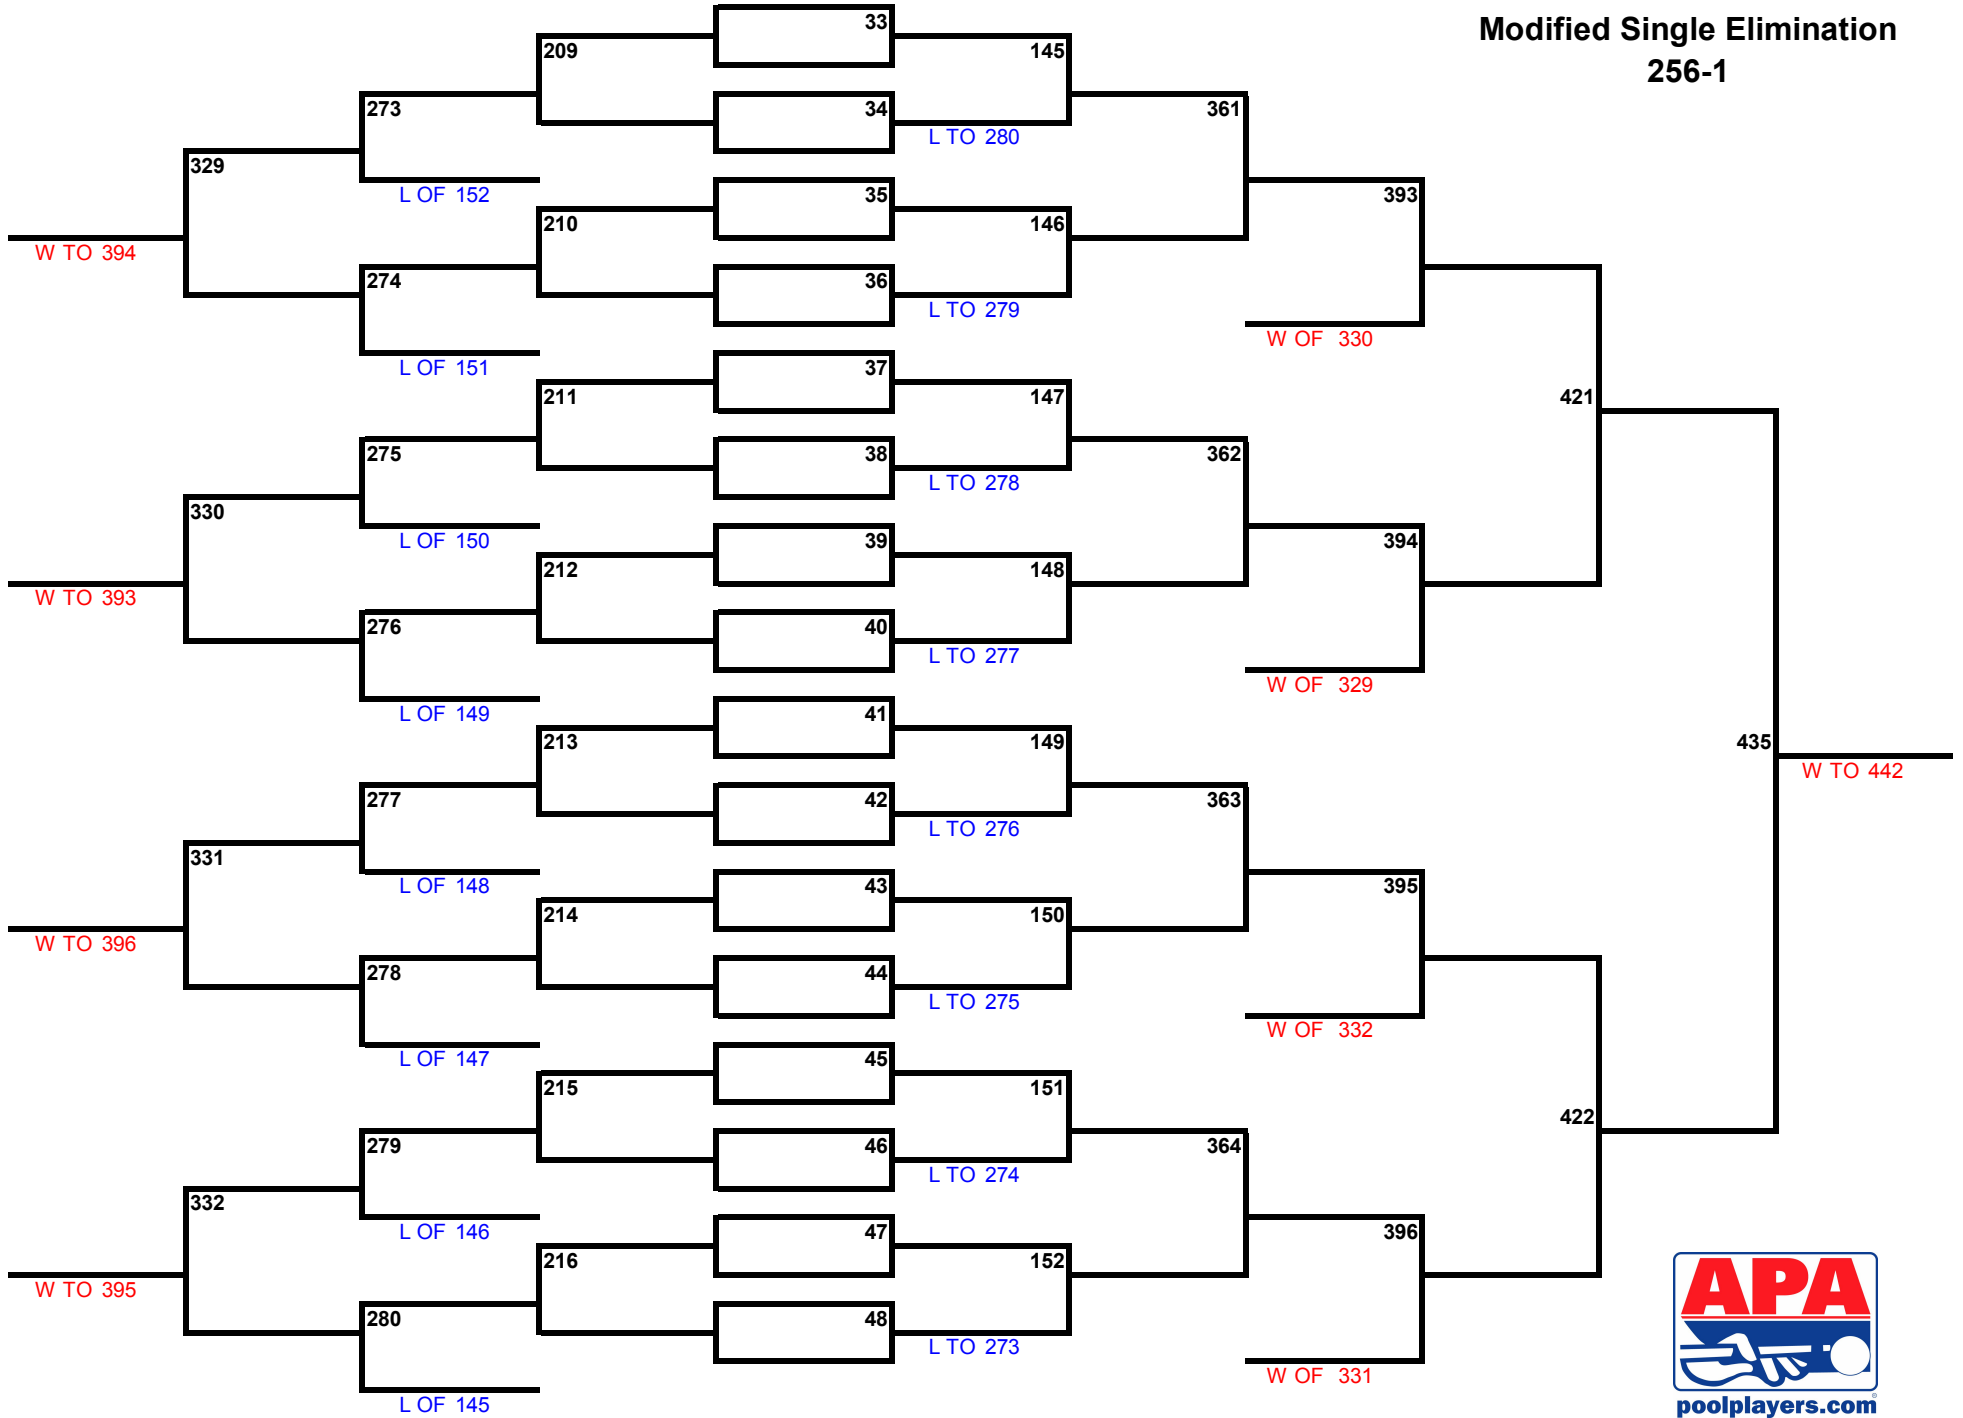 Modified Single Elimination
256-1
33
209
145
273
34
361
L TO 280
329
L OF 152
35
393
210
146
W TO 394
274
36
L TO 279
W OF 330
L OF 151
37
211
147
421
275
38
362
L TO 278
330
L OF 150
39
394
212
148
W TO 393
276
40
L TO 277
W OF 329
L OF 149
41
213
149
435
W TO 442
277
42
363
L TO 276
331
L OF 148
43
395
214
150
W TO 396
278
44
L TO 275
W OF 332
L OF 147
45
215
151
422
279
46
364
L TO 274
332
L OF 146
47
396
216
152
W TO 395
280
48
L TO 273
W OF 331
L OF 145
APA
poolplayers.com